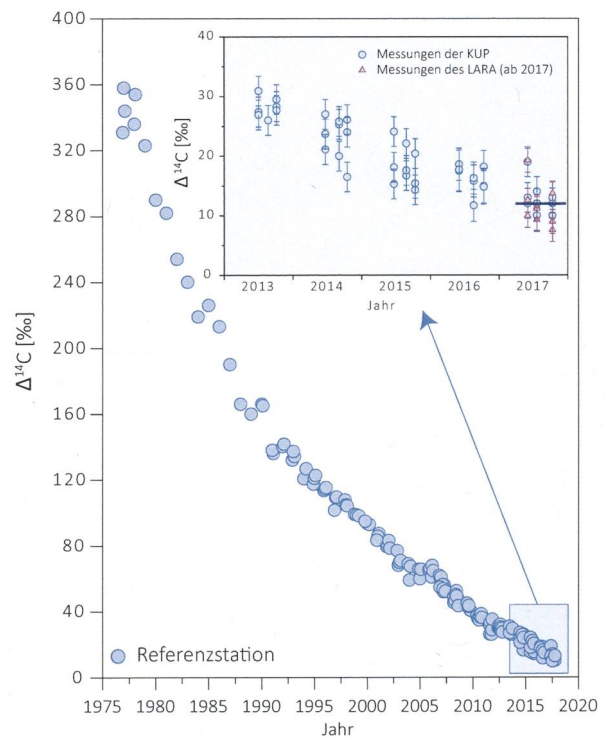 400
360
320
280
240
200
160
120
80
40
0
Δ¹⁴C [‰]
1975 1980 1985 1990 1995 2000 2005 2010 2015 2020
Jahr
Referenzstation
40
30
20
10
0
Δ¹⁴C [‰]
Messungen der KUP
Messungen des LARA (ab 2017)
2013 2014 2015 2016 2017
Jahr